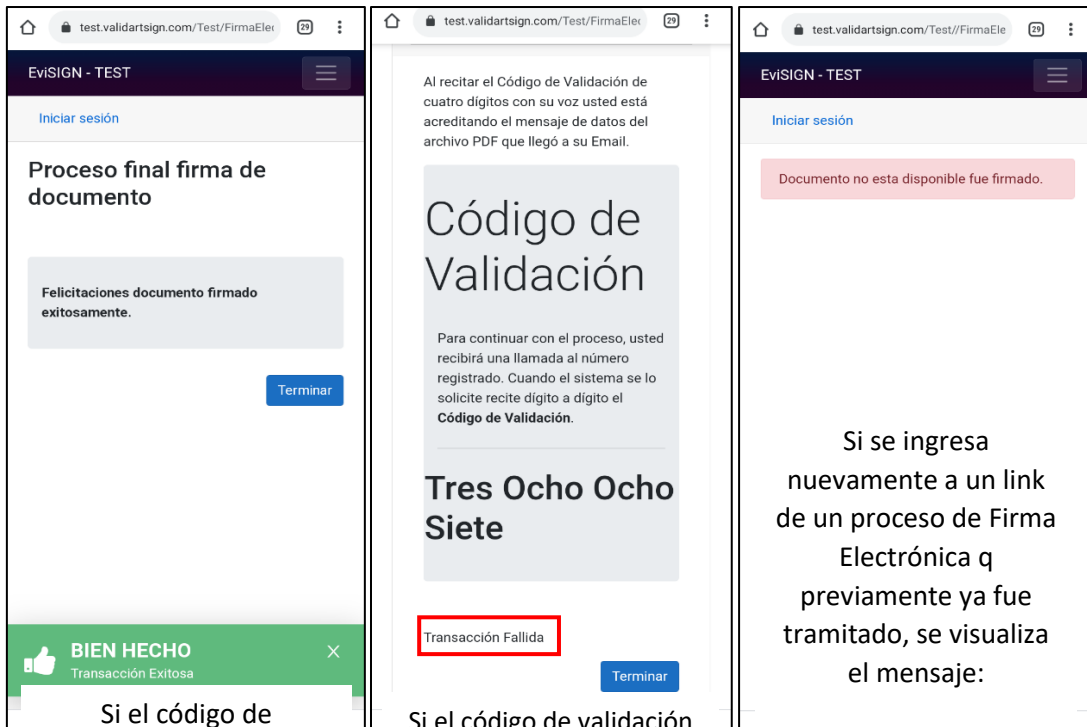 test.validartsign.com/Test/FirmaElec
29
EviSIGN - TEST
Iniciar sesión
Proceso final firma de
documento
Felicitaciones documento firmado
exitosamente.
Terminar
BIEN HECHO
Transacción Exitosa
Si el código de
test.validartsign.com/Test/FirmaElec
29
Al recitar el Código de Validación de
cuatro dígitos con su voz usted está
acreditando el mensaje de datos del
archivo PDF que llegó a su Email.
Código de
Validación
Para continuar con el proceso, usted
recibirá una llamada al número
registrado. Cuando el sistema se lo
solicite recite dígito a dígito el
Código de Validación.
Tres Ocho Ocho
Siete
Transacción Fallida
Terminar
Si el código de validación
test.validartsign.com/Test//FirmaEle
29
EviSIGN - TEST
Iniciar sesión
Documento no esta disponible fue firmado.
Si se ingresa
nuevamente a un link
de un proceso de Firma
Electrónica q
previamente ya fue
tramitado, se visualiza
el mensaje: